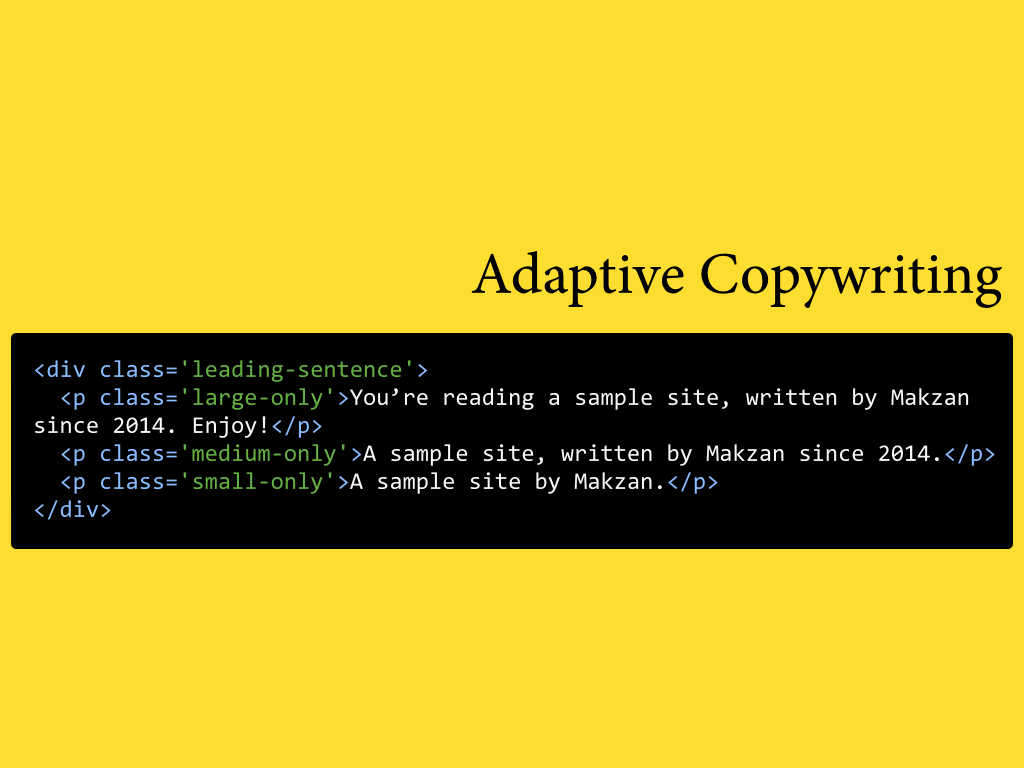 Adaptive Copywriting
<div class='leading-sentence'>
  <p class='large-only'>You’re reading a sample site, written by Makzan
since 2014. Enjoy!</p>
  <p class='medium-only'>A sample site, written by Makzan since 2014.</p>
  <p class='small-only'>A sample site by Makzan.</p>
</div>